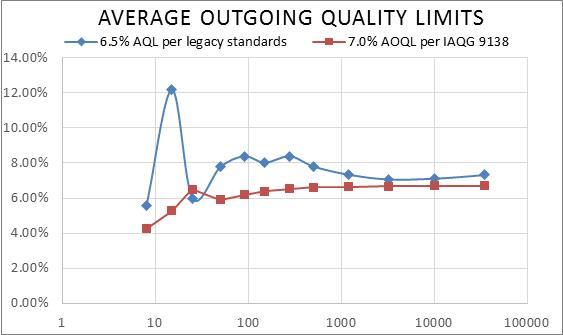 AVERAGE OUTGOING QUALITY LIMITS
6.5% AQL per legacy standards 7.0% AOQL per IAQG 9138
14.00%
12.00%
10.00%
8.00%
6.00%
4.00%
2.00%
0.00%
1 10 100 1000 10000 100000